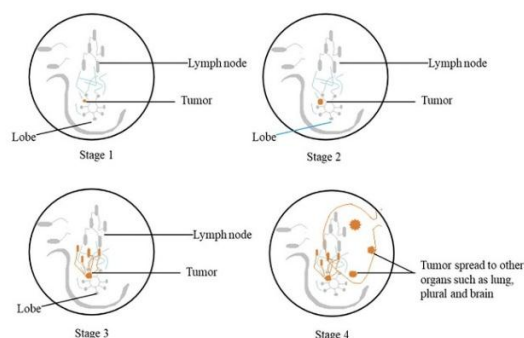 Lymph node
Tumor
Lobe
Stage 1
Lymph node
Tumor
Lobe
Stage 2
Lymph node
Tumor
Lobe
Stage 3
Tumor spread to other
organs such as lung,
plural and brain
Stage 4